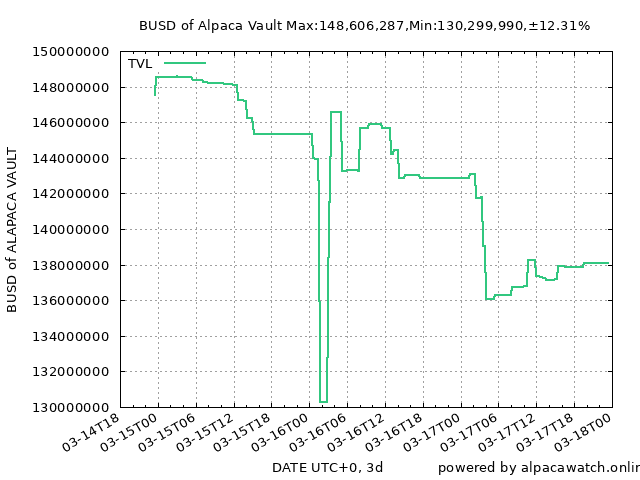 BUSD of Alpaca Vault Max:148,606,287,Min:130,299,990,±12.31%
TVL
BUSD of ALAPACA VAULT
150000000
148000000
146000000
144000000
142000000
140000000
138000000
136000000
134000000
132000000
130000000
03-14T18
03-15T00
03-15T06
03-15T12
03-15T18
03-16T00
03-16T06
03-16T12
03-16T18
03-17T00
03-17T06
03-17T12
03-17T18
03-18T00
DATE UTC+0, 3d
powered by alpacawatch.onlin